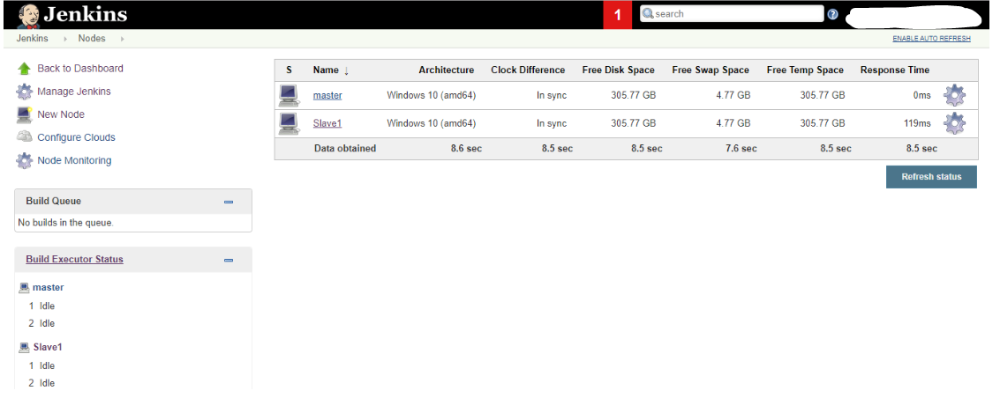 Jenkins 1 search
Jenkins Nodes ENABLE AUTO REFRESH
Back to Dashboard
Manage Jenkins
New Node
Configure Clouds
Node Monitoring
Build Queue
No builds in the queue.
Build Executor Status
master
1 Idle
2 Idle
Slave1
1 Idle
2 Idle
S Name ↓ Architecture Clock Difference Free Disk Space Free Swap Space Free Temp Space Response Time
master Windows 10 (amd64) In sync 305.77 GB 4.77 GB 305.77 GB 0ms
Slave1 Windows 10 (amd64) In sync 305.77 GB 4.77 GB 305.77 GB 119ms
Data obtained 8.6 sec 8.5 sec 8.5 sec 7.6 sec 8.5 sec 8.5 sec
Refresh status